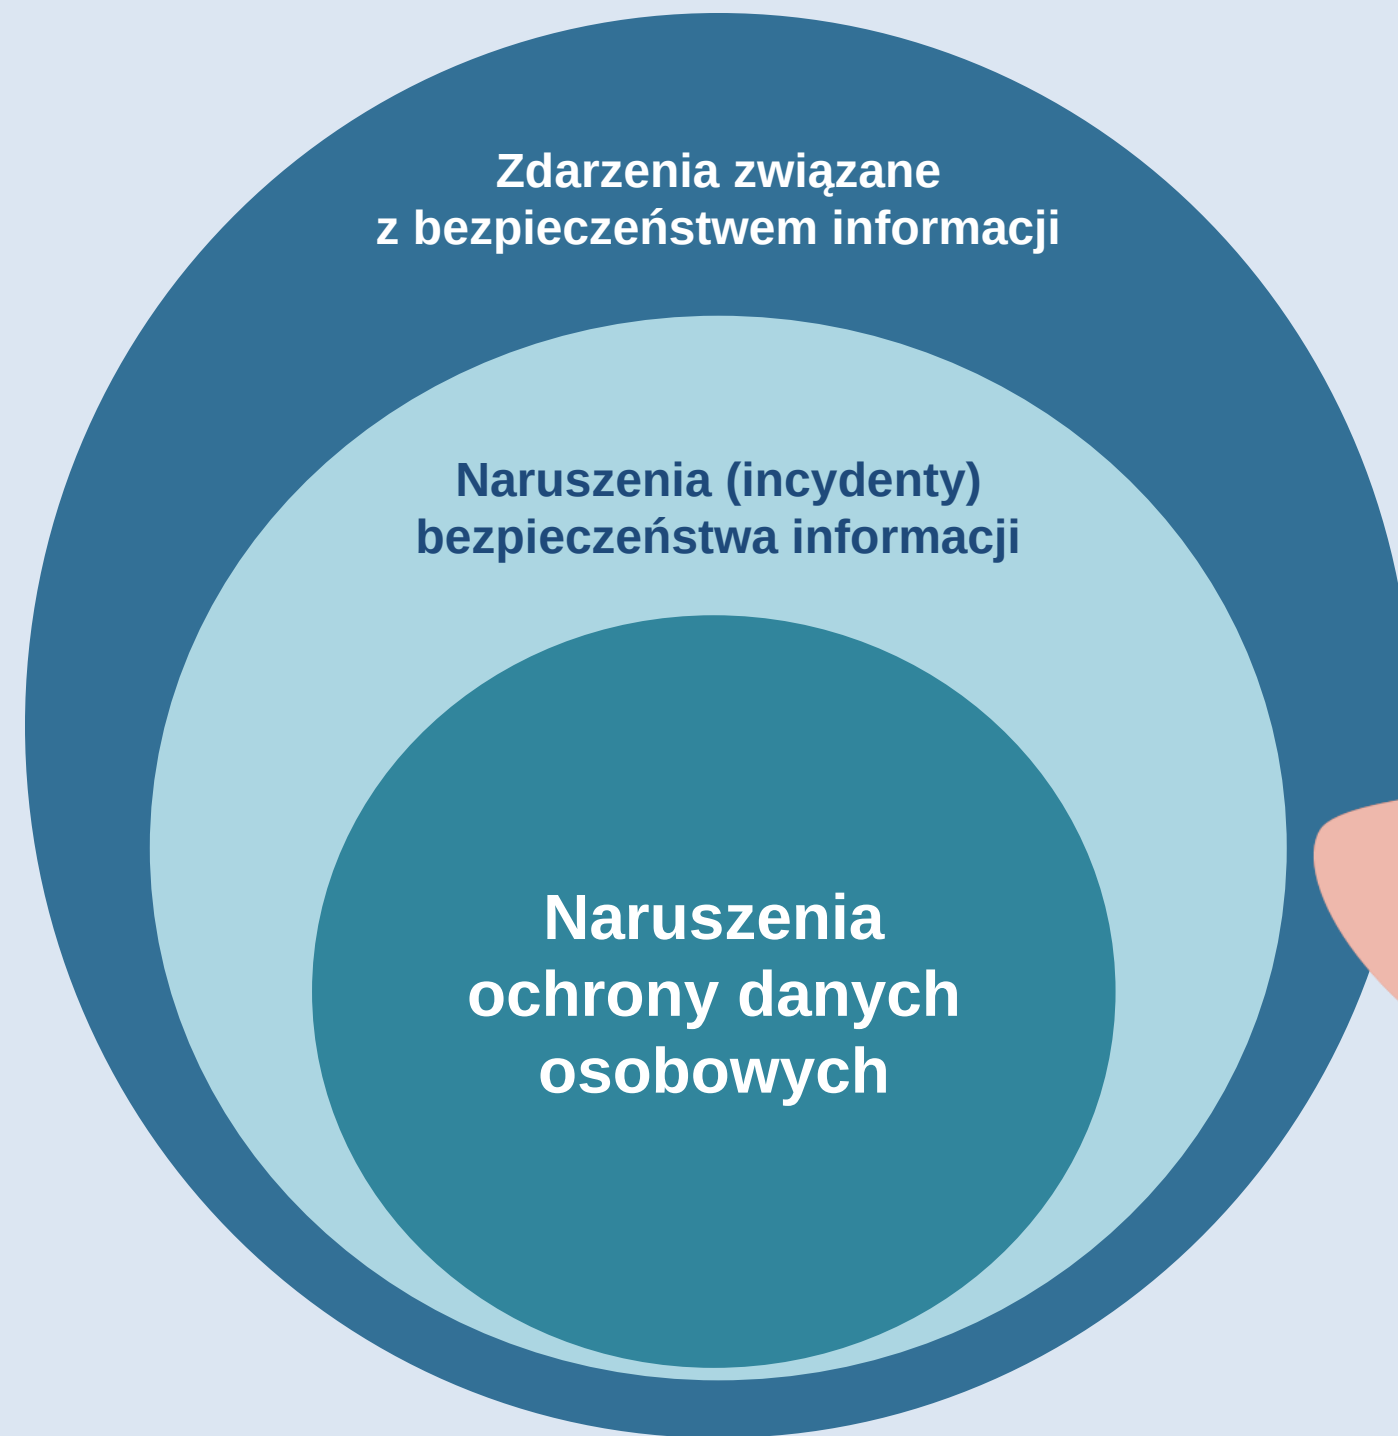 Zdarzenia związane
z bezpieczeństwem informacji
Naruszenia (incydenty)
bezpieczeństwa informacji
Naruszenia
ochrony danych
osobowych